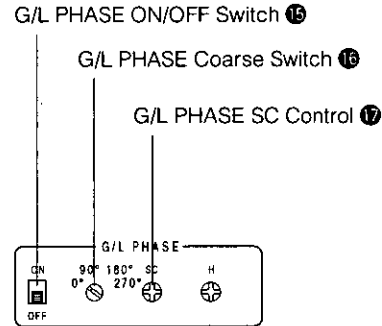 G/L PHASE ON/OFF Switch ⓯
G/L PHASE Coarse Switch ⓰
G/L PHASE SC Control ⓱
G/L PHASE
ON 90° 180° SC H
0° 270°
OFF